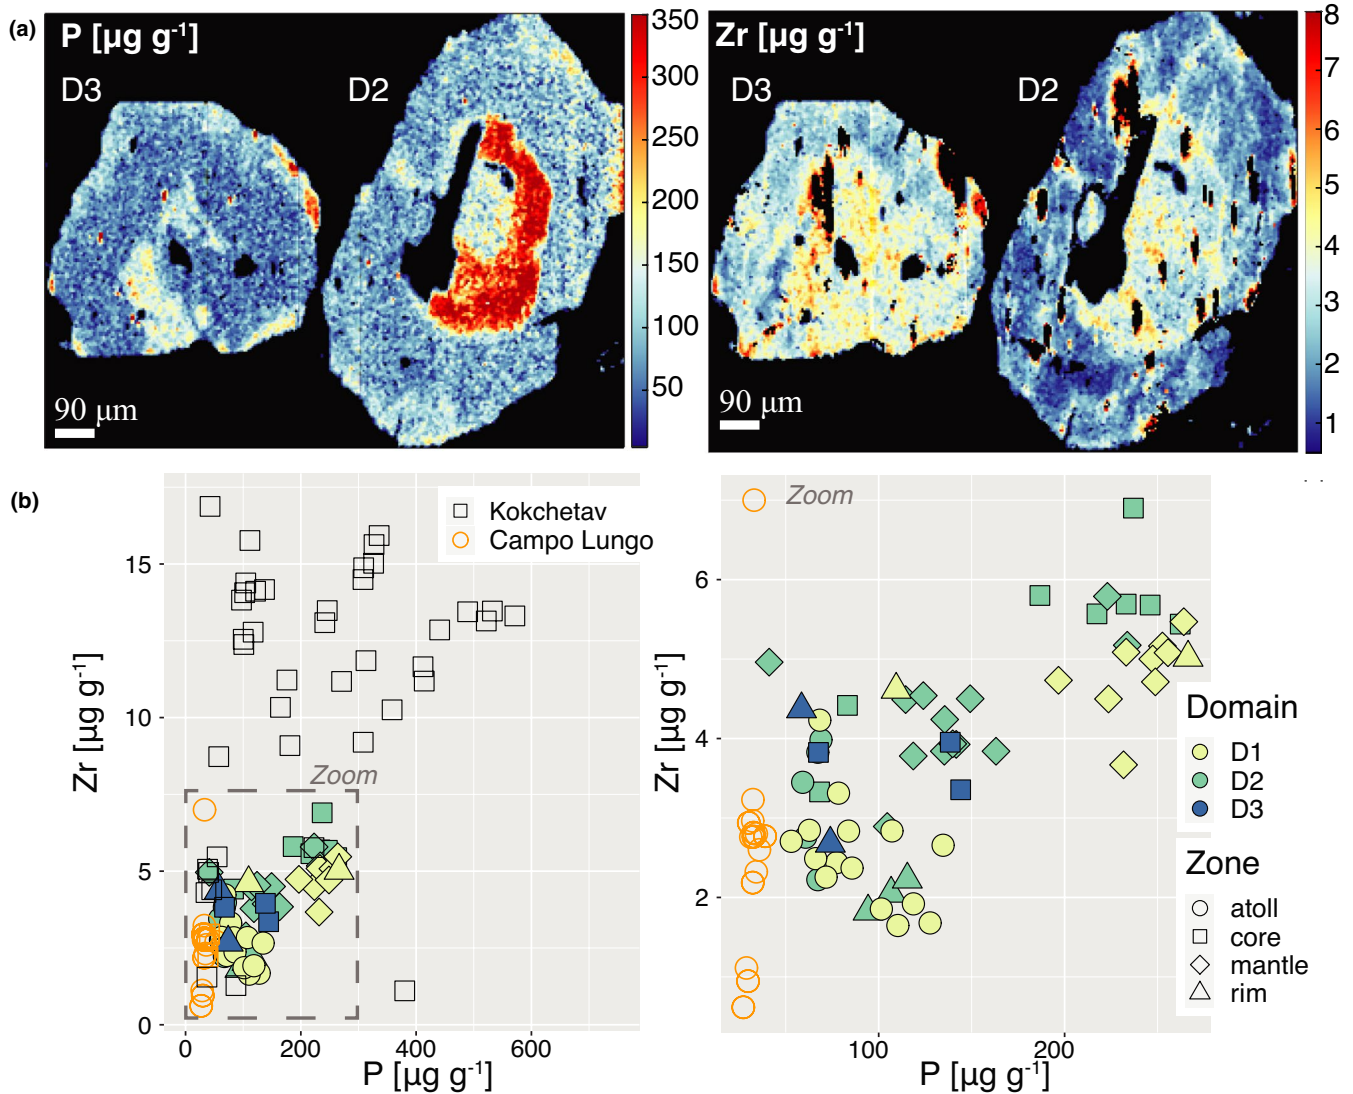 (a)
P [µg g⁻¹]
D3
D2
90 µm
350
300
250
200
150
100
50
Zr [µg g⁻¹]
D3
D2
90 µm
8
7
6
5
4
3
2
1
(b)
Kokchetav
Campo Lungo
Zoom
15
10
5
0
Zr [µg g⁻¹]
0
200
400
600
P [µg g⁻¹]
Zoom
6
4
2
Zr [µg g⁻¹]
100
200
P [µg g⁻¹]
Domain
D1
D2
D3
Zone
atoll
core
mantle
rim